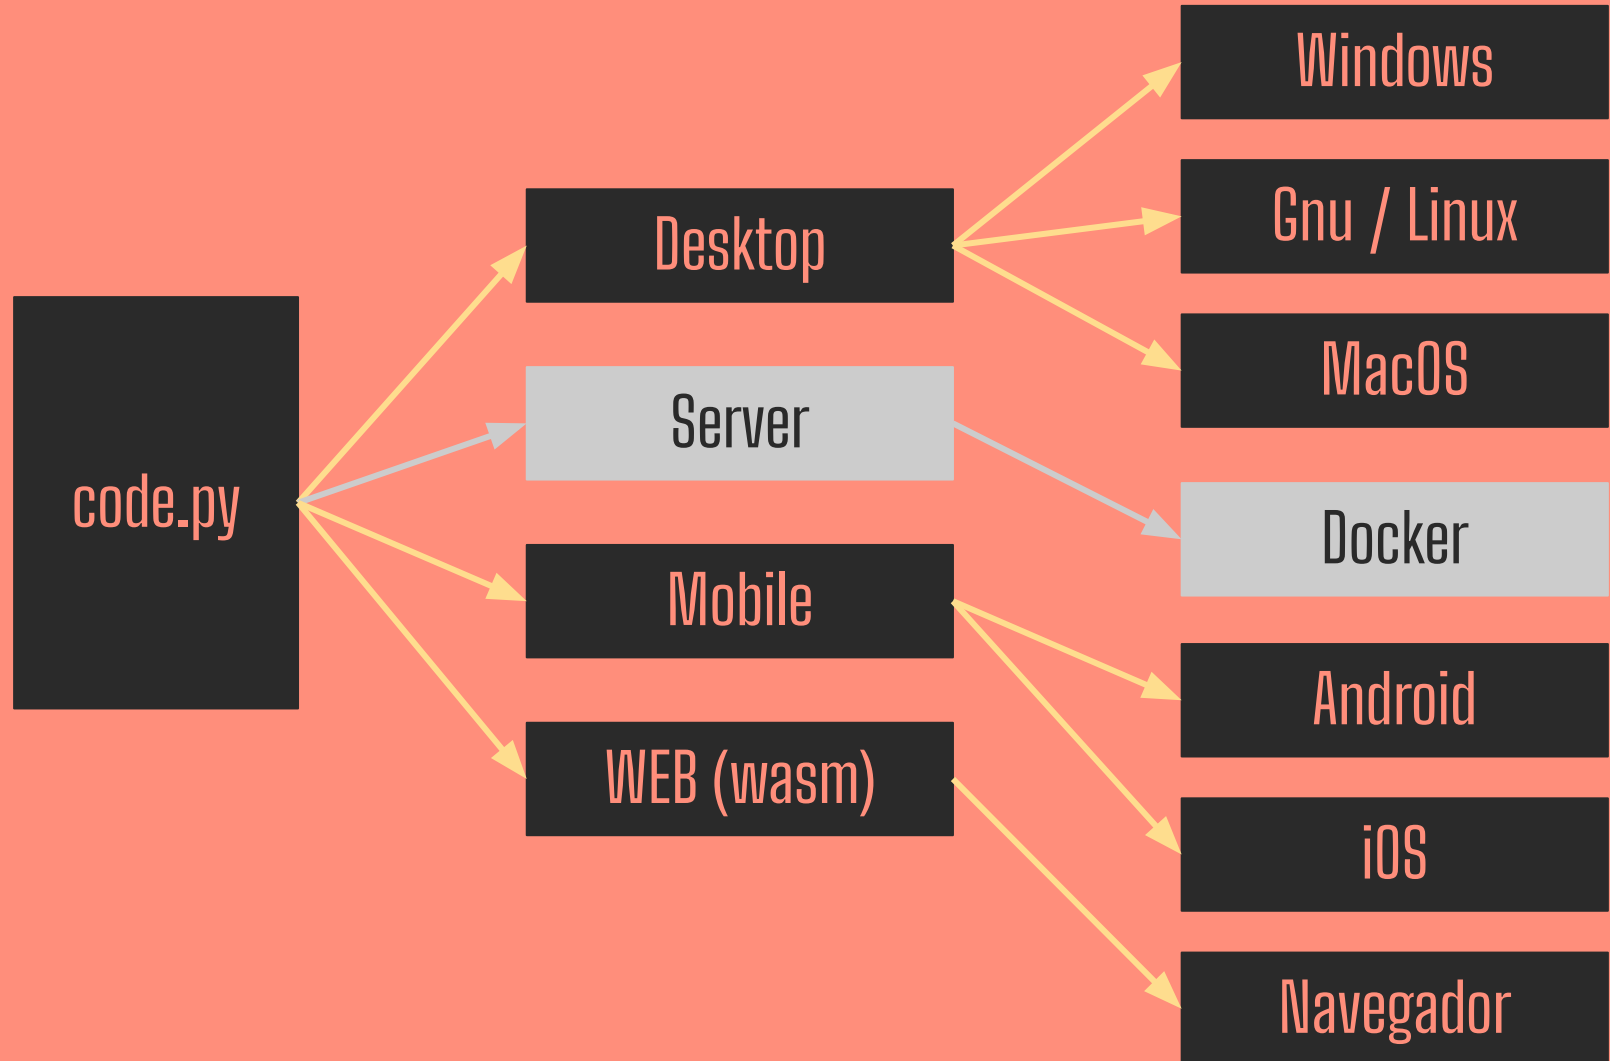 code.py
Desktop
Server
Mobile
WEB (wasm)
Windows
Gnu / Linux
MacOS
Docker
Android
iOS
Navegador